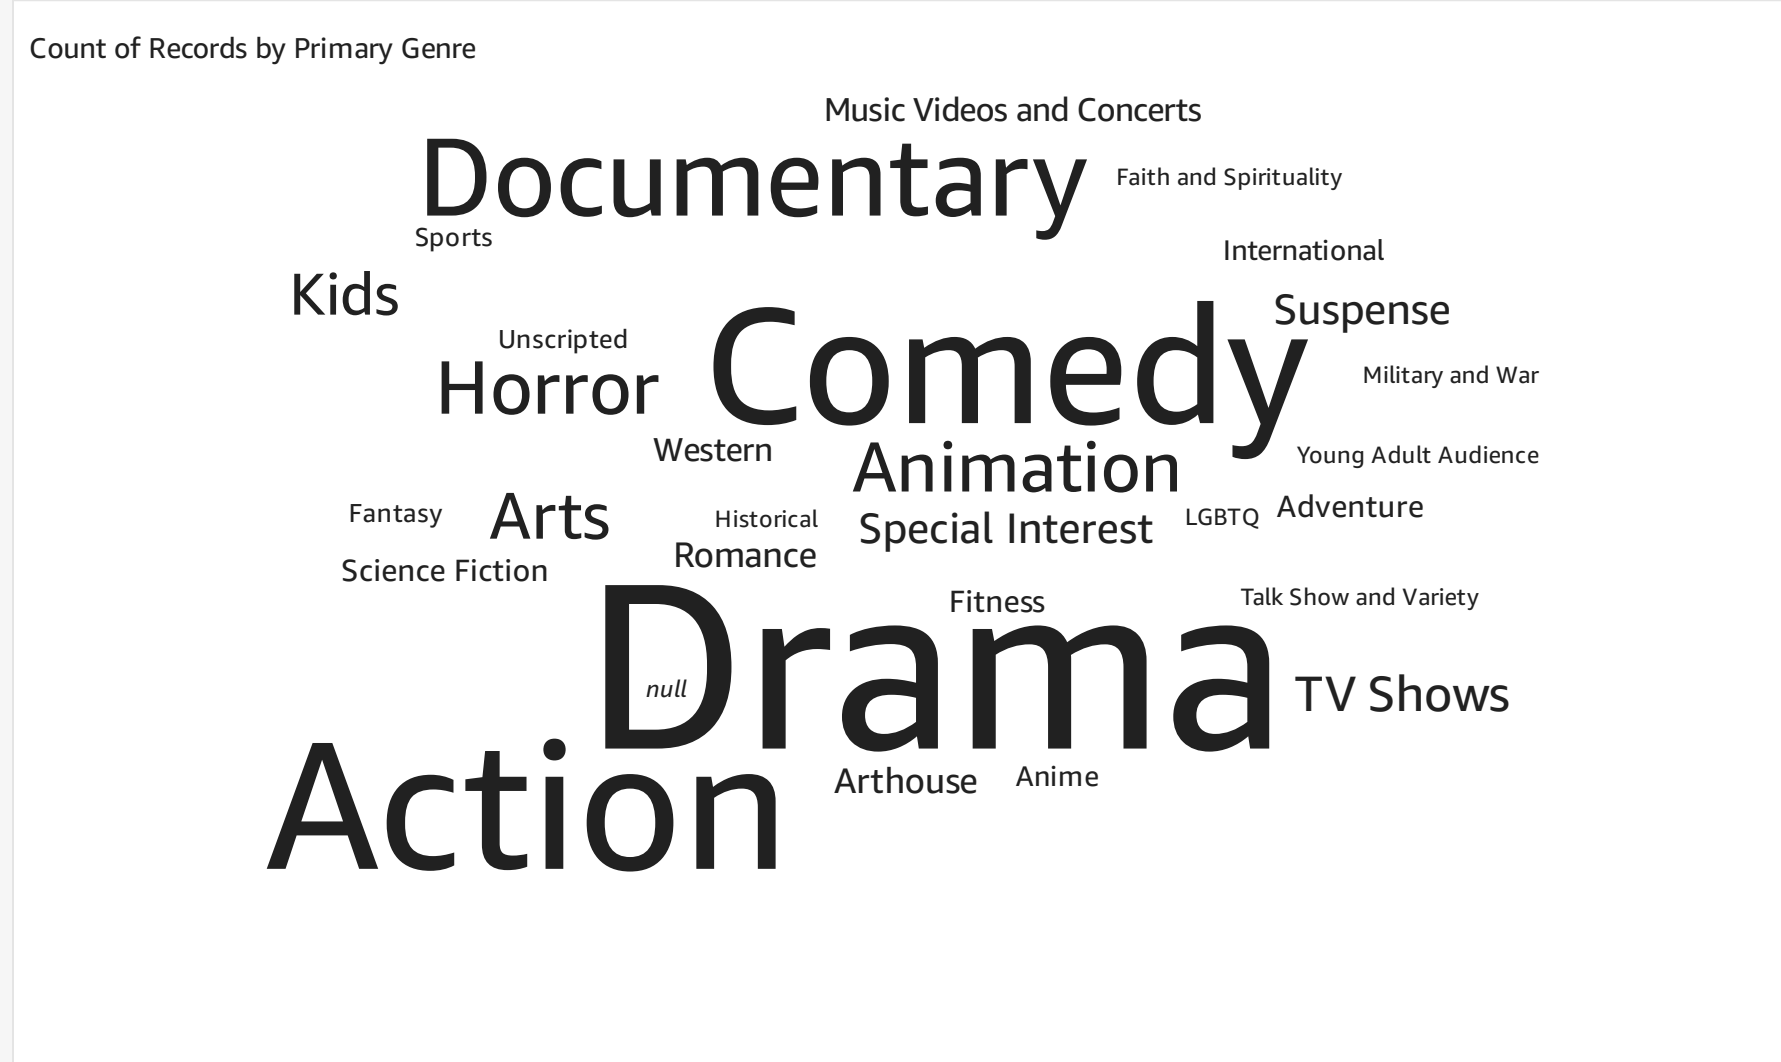 Count of Records by Primary Genre
Music Videos and Concerts
Documentary
Faith and Spirituality
Sports
International
Kids
Suspense
Unscripted
Comedy
Horror
Military and War
Western
Animation
Young Adult Audience
Fantasy
Arts
Historical
Special Interest
LGBTQ
Adventure
Romance
Science Fiction
Fitness
Talk Show and Variety
Drama
null
TV Shows
Action
Arthouse
Anime